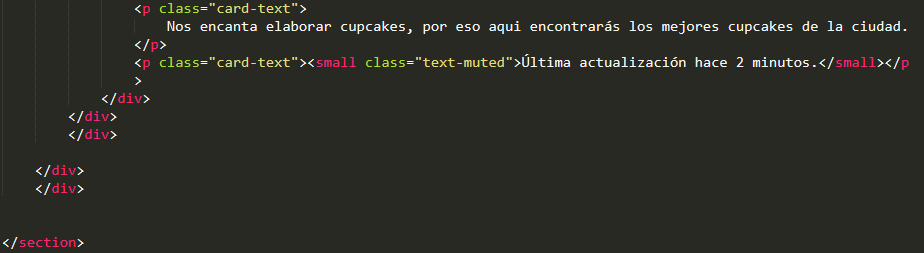 <p class="card-text">
Nos encanta elaborar cupcakes, por eso aqui encontrarás los mejores cupcakes de la ciudad.
</p>
<p class="card-text"><small class="text-muted">Última actualización hace 2 minutos.</small></p
>
</div>
</div>
</div>
</div>
</div>
</section>